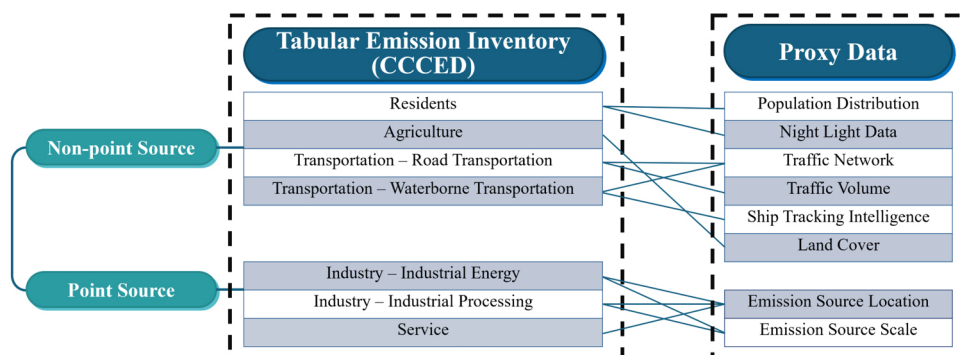 Tabular Emission Inventory
(CCCED)
Proxy Data
Non-point Source
Residents
Agriculture
Transportation – Road Transportation
Transportation – Waterborne Transportation
Population Distribution
Night Light Data
Traffic Network
Traffic Volume
Ship Tracking Intelligence
Land Cover
Point Source
Industry – Industrial Energy
Industry – Industrial Processing
Service
Emission Source Location
Emission Source Scale